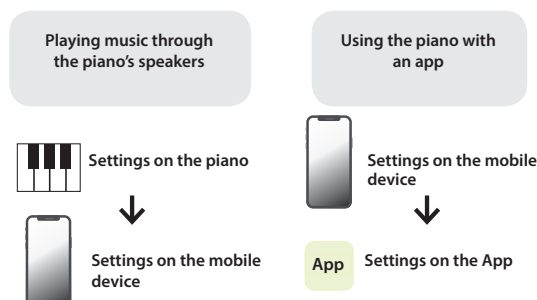 Playing music through
the piano’s speakers
Settings on the piano
Settings on the mobile
device
Using the piano with
an app
Settings on the mobile
device
App
Settings on the App